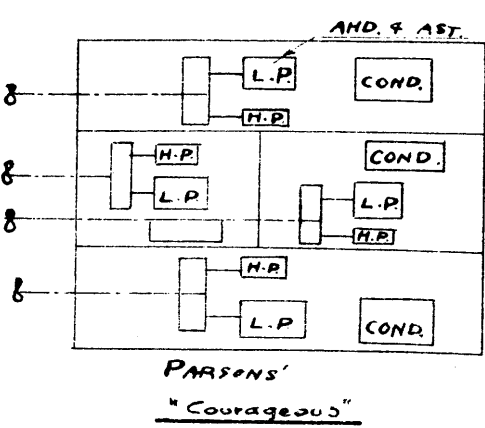 AHD. & AST.
L.P.
COND.
H.P.
H.P.
COND.
L.P.
L.P.
H.P.
H.P.
L.P
COND.
PARSONS'
"Courageous"